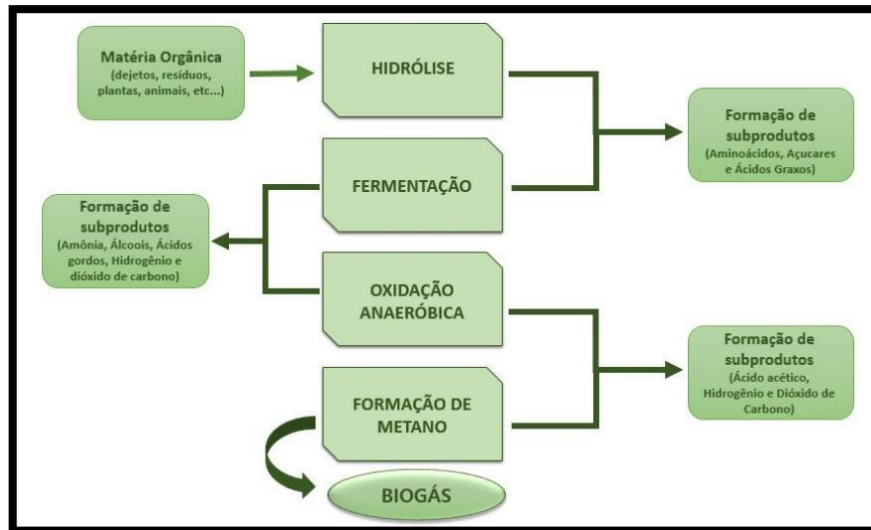 Matéria Orgânica
(dejetos, resíduos,
plantas, animais, etc...)
HIDRÓLISE
Formação de
subprodutos
(Aminoácidos, Açucares
e Ácidos Graxos)
FERMENTAÇÃO
Formação de
subprodutos
(Amônia, Álcoois, Ácidos
gordos, Hidrogênio e
dióxido de carbono)
OXIDAÇÃO
ANAERÓBICA
Formação de
subprodutos
(Ácido acético,
Hidrogênio e Dióxido de
Carbono)
FORMAÇÃO DE
METANO
BIOGÁS